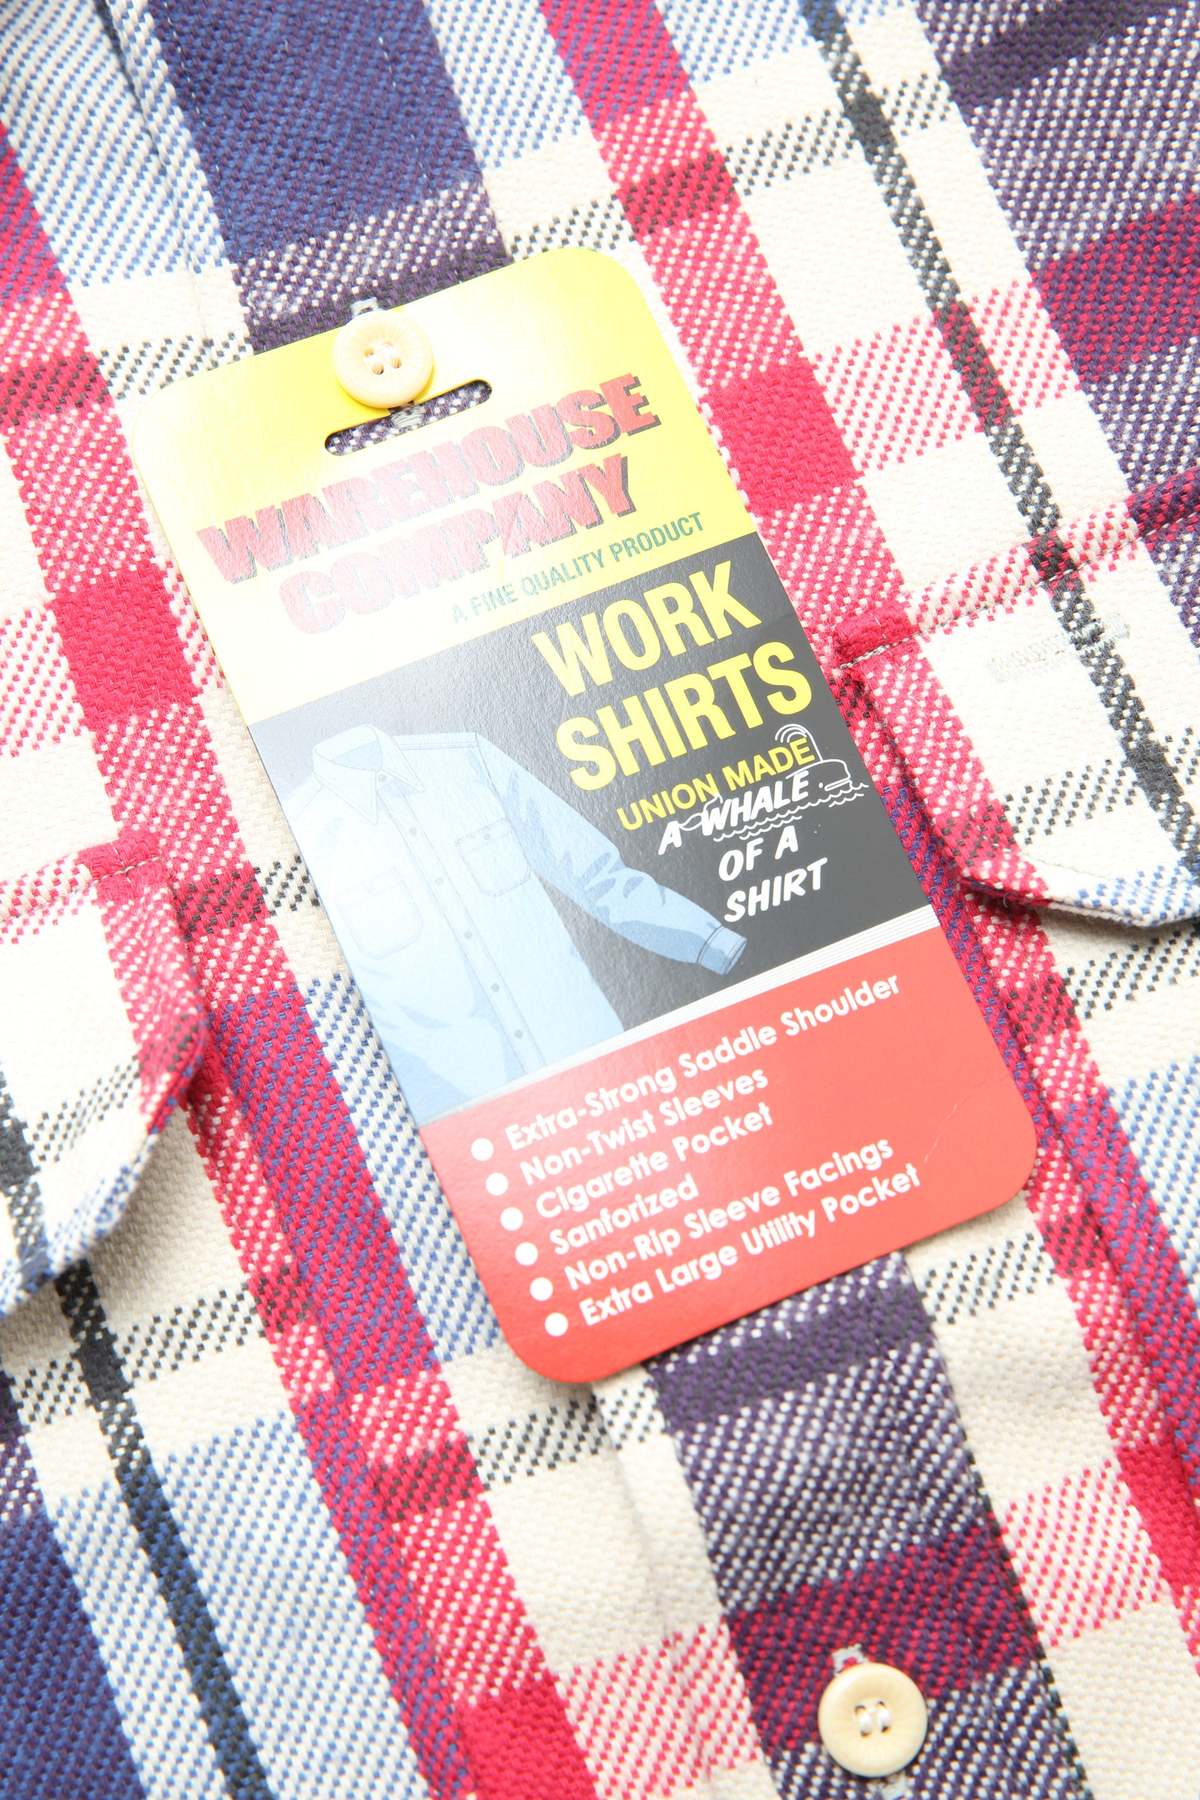 WAREHOUSE
COMPANY
A FINE QUALITY PRODUCT
WORK
SHIRTS
UNION MADE
A WHALE
OF A
SHIRT
• Extra-Strong Saddle Shoulder
• Non-Twist Sleeves
• Cigarette Pocket
• Sanforized
• Non-Rip Sleeve Facings
• Extra Large Utility Pocket